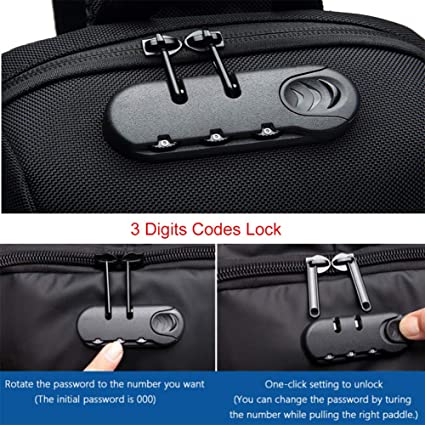 3 Digits Codes Lock
Rotate the password to the number you want
(The initial password is 000)
One-click setting to unlock
(You can change the password by turing
the number while pulling the right paddle.)